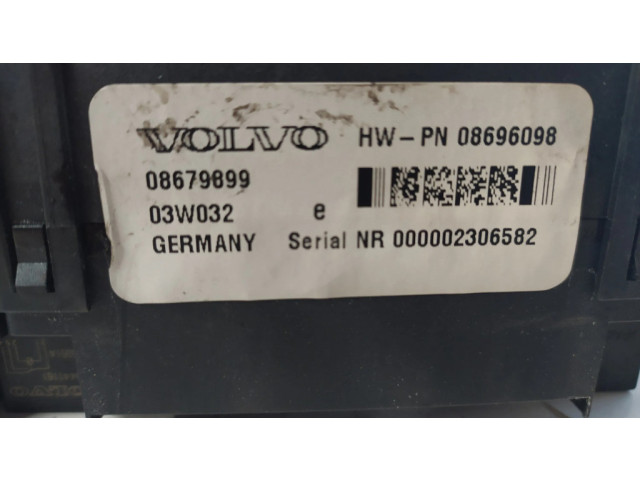 VOLVO HW-PN 08696098
08679899
03W032 e
GERMANY Serial NR 000002306582